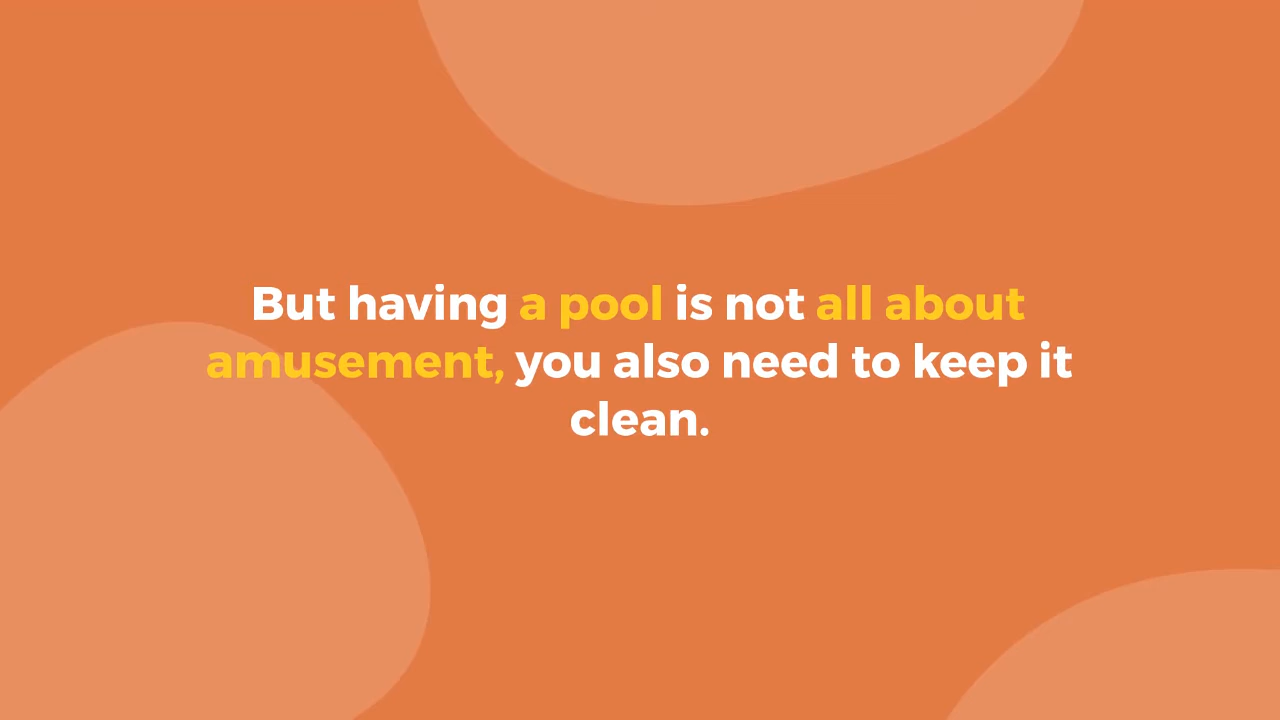 But having a pool is not all about
amusement, you also need to keep it
clean.